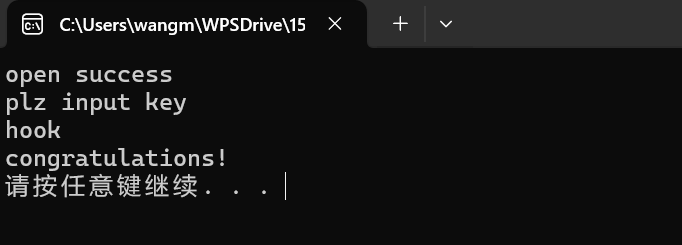 C:\Users\wangm\WPSDrive\15
open success
plz input key
hook
congratulations!
请按任意键继续. . .